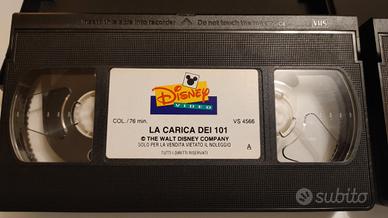 Insert this side into recorder
Do not touch the
VHS
Disney
VIDEO
COL./76 min.
VS 4566
LA CARICA DEI 101
© THE WALT DISNEY COMPANY
SOLO PER LA VENDITA VIETATO IL NOLEGGIO
TUTTI I DIRITTI RISERVATI
A
subito